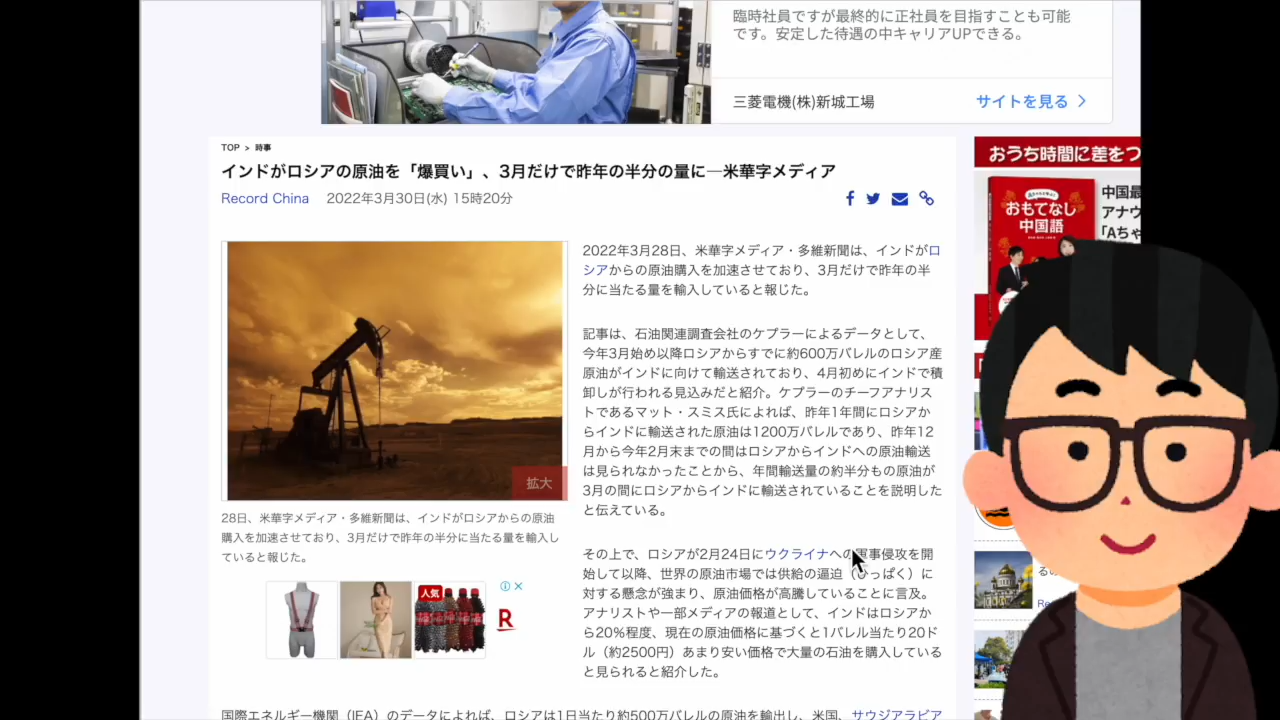 臨時社員ですが最終的に正社員を目指すことも可能
です。安定した待遇の中キャリアUPできる。
三菱電機(株)新城工場
サイトを見る
TOP > 時事
インドがロシアの原油を「爆買い」、3月だけで昨年の半分の量に―米華字メディア
Record China 2022年3月30日(水) 15時20分
おうち時間に差をつ
おもてなし
中国語
中国最
アナウ
「Aちゃ
2022年3月28日、米華字メディア・多維新聞は、インドがロ
シアからの原油購入を加速させており、3月だけで昨年の半
分に当たる量を輸入していると報じた。
記事は、石油関連調査会社のケプラーによるデータとして、
今年3月始め以降ロシアからすでに約600万バレルのロシア産
原油がインドに向けて輸送されており、4月初めにインドで積
卸しが行われる見込みだと紹介。ケプラーのチーフアナリス
トであるマット・スミス氏によれば、昨年1年間にロシアか
らインドに輸送された原油は1200万バレルであり、昨年12
月から今年2月末までの間はロシアからインドへの原油輸送
は見られなかったことから、年間輸送量の約半分もの原油が
3月の間にロシアからインドに輸送されていることを説明した
と伝えている。
拡大
28日、米華字メディア・多維新聞は、インドがロシアからの原油
購入を加速させており、3月だけで昨年の半分に当たる量を輸入し
ていると報じた。
人気
R
その上で、ロシアが2月24日にウクライナへの軍事侵攻を開
始して以降、世界の原油市場では供給の逼迫（ひっぱく）に
対する懸念が強まり、原油価格が高騰していることに言及。
アナリストや一部メディアの報道として、インドはロシアか
ら20%程度、現在の原油価格に基づくと1バレル当たり20ド
ル（約2500円）あまり安い価格で大量の石油を購入している
と見られると紹介した。
る
Re
国際エネルギー機関（IEA）のデータによれば、ロシアは1日当たり約500万バレルの原油を輸出し、米国、サウジアラビア